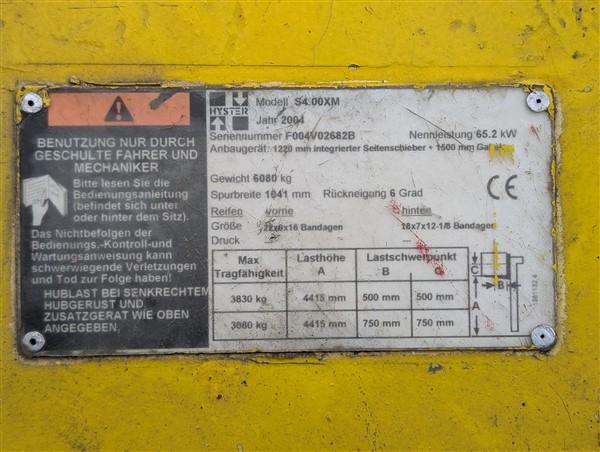 BENUTZUNG NUR DURCH
GESCHULTE FAHRER UND
MECHANIKER
Bitte lesen Sie die
Bedienungsanleitung
(befindet sich unter
oder hinter dem Sitz).
Das Nichtbefolgen der
Bedienungs.-Kontroll-und
Wartungsanweisung kann
schwerwiegende Verletzungen
und Tod zur Folge haben!
HUBLAST BEI SENKRECHTEM
HUBGERUST UND
ZUSATZGERÄT WIE OBEN
ANGEGEBEN.
HYSTER
Modell S4.00XM
Jahr 2004
Seriennummer F004V02682B Nennleistung 65.2 kW
Anbaugerät: 1220 mm integrierter Seitenschieber + 1500 mm
Gewicht 6080 kg
Spurbreite 1041 mm Rückneigung 6 Grad
CE
Reifen vorne hinten
Größe 22x9x16 Bandagen 18x7x12-1/8 Bandagen
Druck — —
Max Tragfähigkeit Lasthöhe A Lastschwerpunkt B C
3830 kg 4415 mm 500 mm 500 mm
3080 kg 4415 mm 750 mm 750 mm
C
B
A